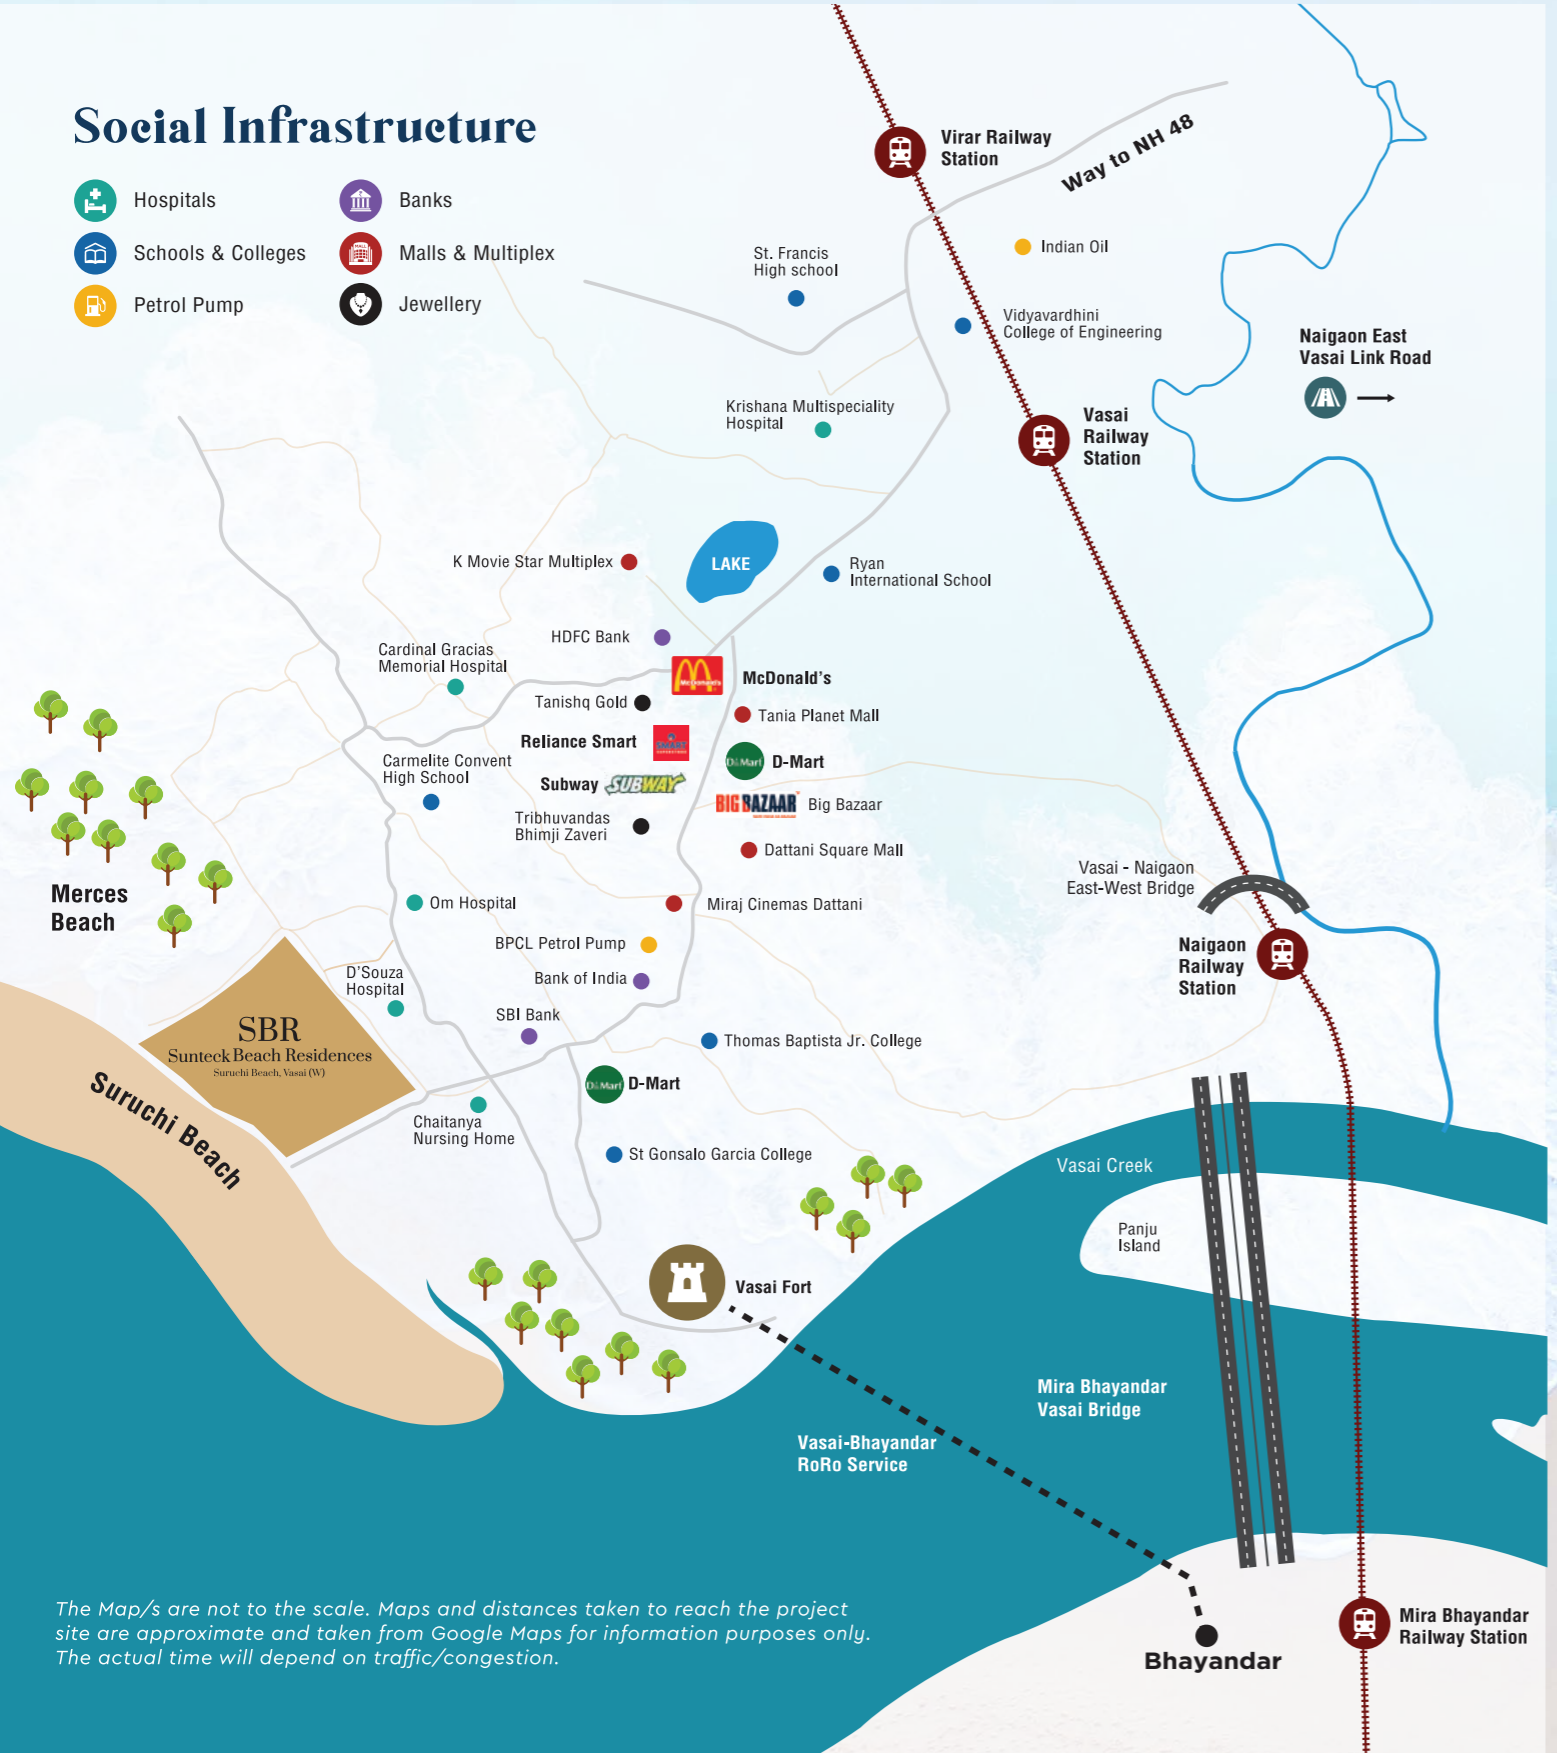 Social Infrastructure
Hospitals
Banks
Schools & Colleges
Malls & Multiplex
MALL
Petrol Pump
Jewellery
Virar Railway
Station
Way to NH 48
St. Francis
High school
Indian Oil
Vidyavardhini
College of Engineering
Naigaon East
Vasai Link Road
Krishana Multispeciality
Hospital
Vasai
Railway
Station
K Movie Star Multiplex
LAKE
Ryan
International School
HDFC Bank
Cardinal Gracias
Memorial Hospital
McDonald's
McDonald's
Tanishq Gold
Tania Planet Mall
Reliance Smart
SMART
D-Mart
D-Mart
Carmelite Convent
High School
Subway
SUBWAY
BIG BAZAAR
Big Bazaar
Tribhuvandas
Bhimji Zaveri
Dattani Square Mall
Vasai - Naigaon
East-West Bridge
Merces
Beach
Om Hospital
Miraj Cinemas Dattani
BPCL Petrol Pump
Naigaon
Railway
Station
D'Souza
Hospital
Bank of India
SBI Bank
SBR
Sunteck Beach Residences
Suruchi Beach, Vasai (W)
Thomas Baptista Jr. College
Suruchi Beach
D-Mart
D-Mart
Chaitanya
Nursing Home
St Gonsalo Garcia College
Vasai Creek
Panju
Island
Vasai Fort
Mira Bhayandar
Vasai Bridge
Vasai-Bhayandar
RoRo Service
The Map/s are not to the scale. Maps and distances taken to reach the project
site are approximate and taken from Google Maps for information purposes only.
The actual time will depend on traffic/congestion.
Mira Bhayandar
Railway Station
Bhayandar